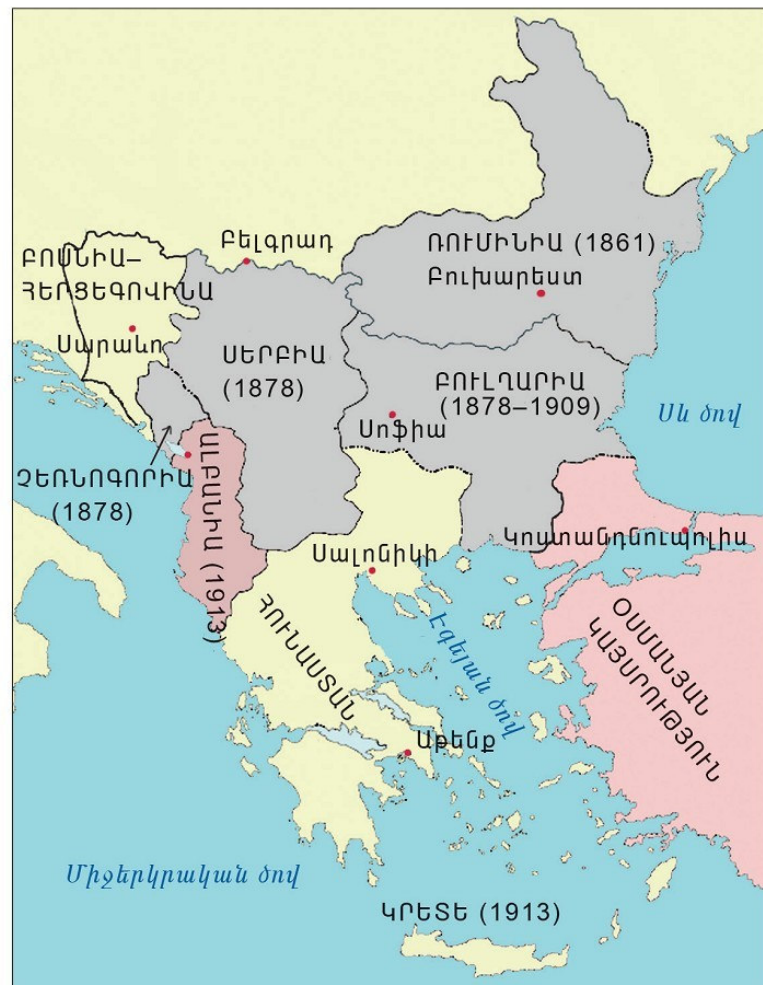 Բելգրադ
ԲՈՍՆԻԱ–
ՀԵՐՑԵԳՈՎԻՆԱ
Սարաևո
ՌՈՒՄԻՆԻԱ (1861)
Բուխարեստ
ՍԵՐԲԻԱ
(1878)
ԲՈՒԼՂԱՐԻԱ
(1878–1909)
Սոֆիա
Սև ծով
ՉԵՌՆՈԳՈՐԻԱ
(1878)
ԱԼԲԱՆԻԱ (1913)
Սալոնիկի
Կոստանդնուպոլիս
ՀՈՒՆԱՍՏԱՆ
Էգեյան ծով
ՕՍՄԱՆՅԱՆ
ԿԱՅՍՐՈՒԹՅՈՒՆ
Աթենք
Միջերկրական ծով
ԿՐԵՏԵ (1913)